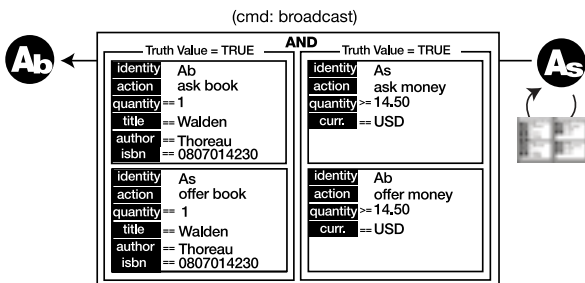 (cmd: broadcast)
AND
Ab
As
Truth Value = TRUE
identity Ab
action ask book
quantity == 1
title == Walden
author == Thoreau
isbn == 0807014230
identity As
action offer book
quantity == 1
title == Walden
author == Thoreau
isbn == 0807014230
Truth Value = TRUE
identity As
action ask money
quantity >= 14.50
curr. == USD
identity Ab
action offer money
quantity >= 14.50
curr. == USD